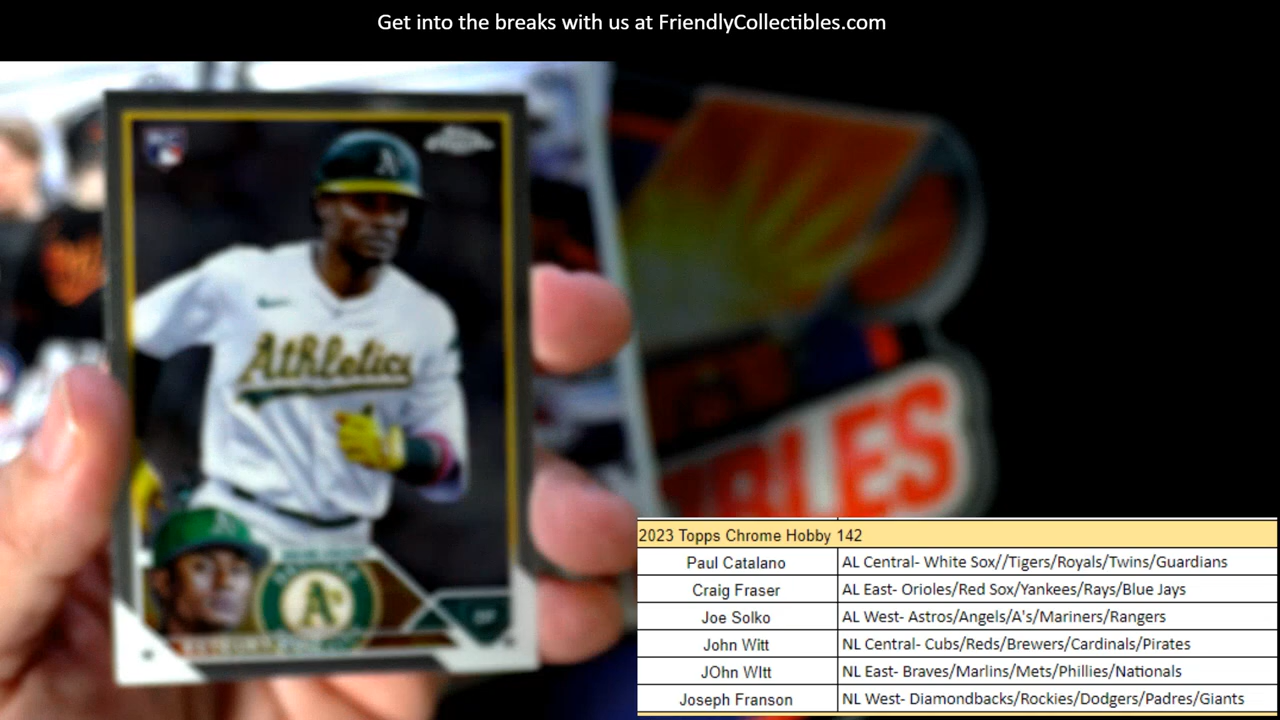 Get into the breaks with us at FriendlyCollectibles.com
RC
Athletics
A's
2023 Topps Chrome Hobby 142
Paul Catalano AL Central- White Sox//Tigers/Royals/Twins/Guardians
Craig Fraser AL East- Orioles/Red Sox/Yankees/Rays/Blue Jays
Joe Solko AL West- Astros/Angels/A's/Mariners/Rangers
John Witt NL Central- Cubs/Reds/Brewers/Cardinals/Pirates
JOhn WItt NL East- Braves/Marlins/Mets/Phillies/Nationals
Joseph Franson NL West- Diamondbacks/Rockies/Dodgers/Padres/Giants